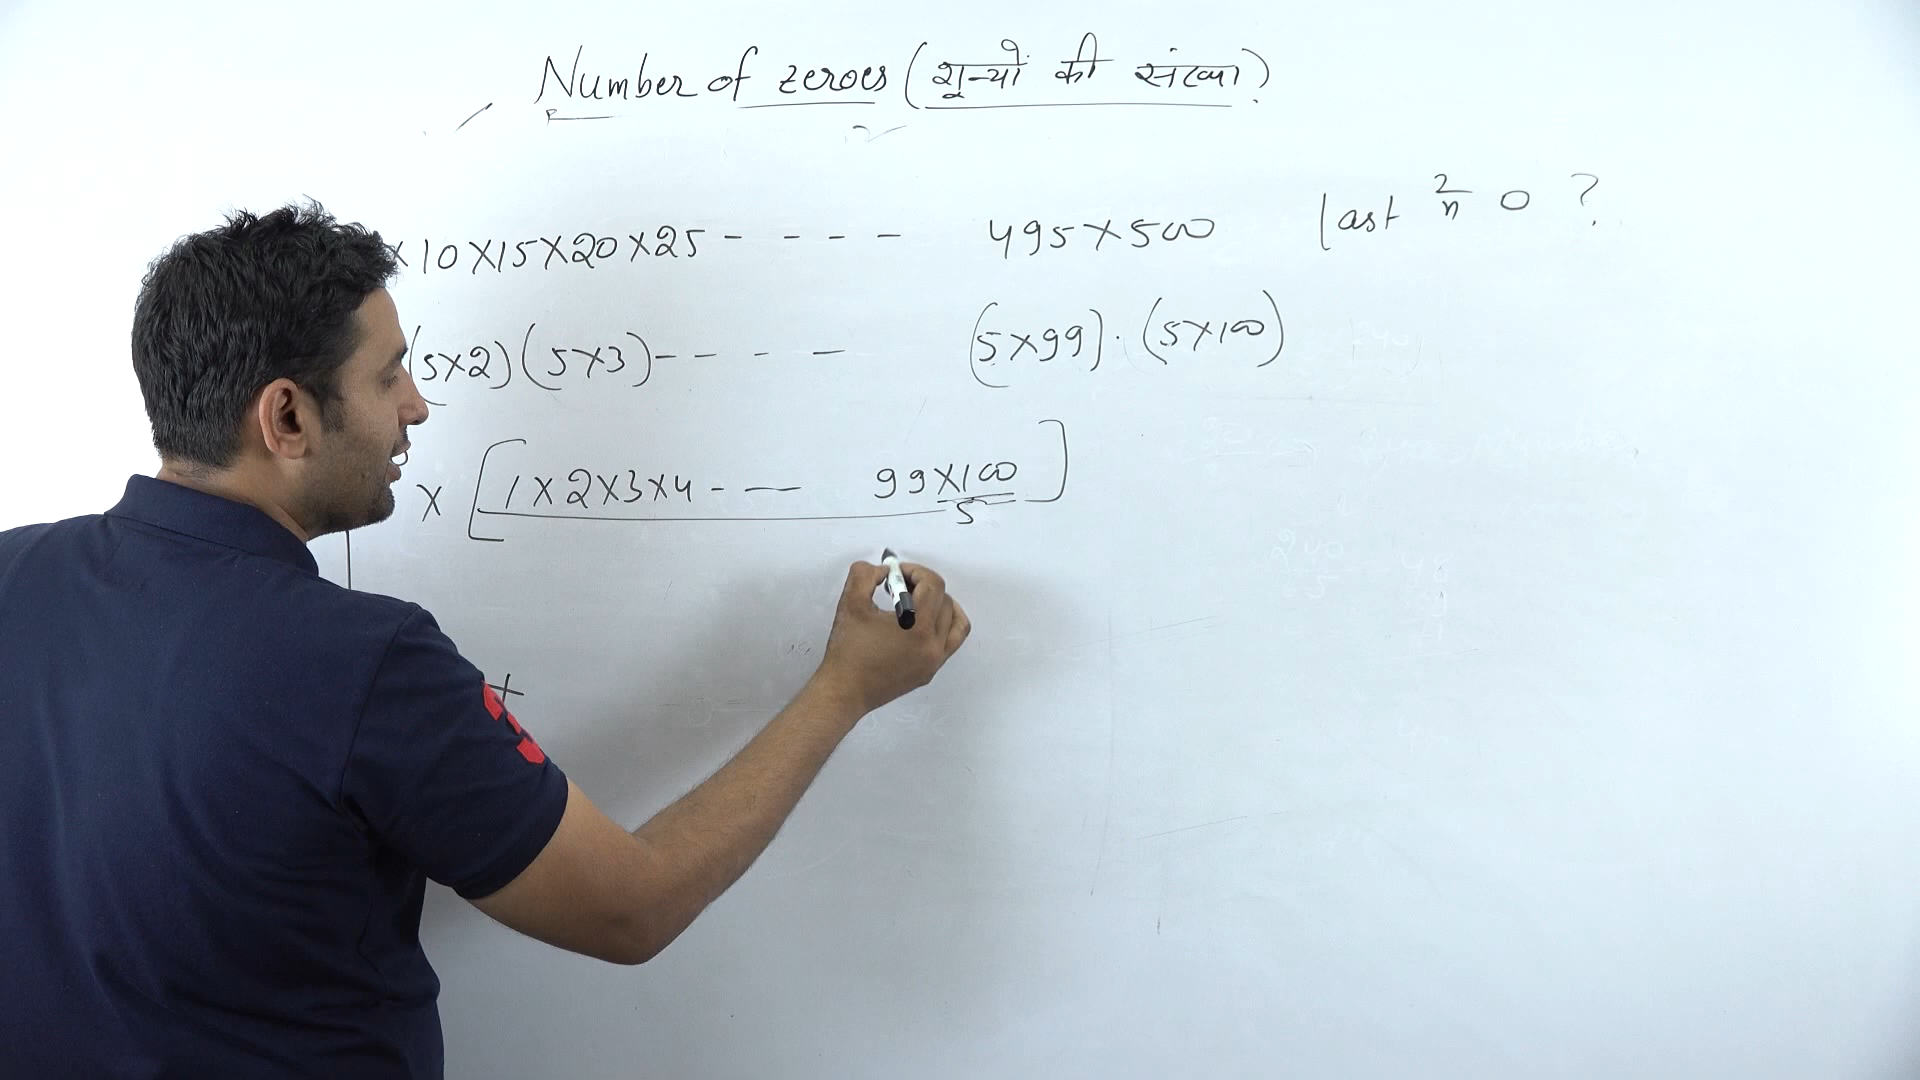 Number of zeroes (शून्यो की संख्या)
×10×15×20×25 - - - - 495×500 last 2/n 0 ?
(5×2)(5×3)- - - - (5×99).(5×100)
× [1×2×3×4 - - - 99×100]
5
+
3